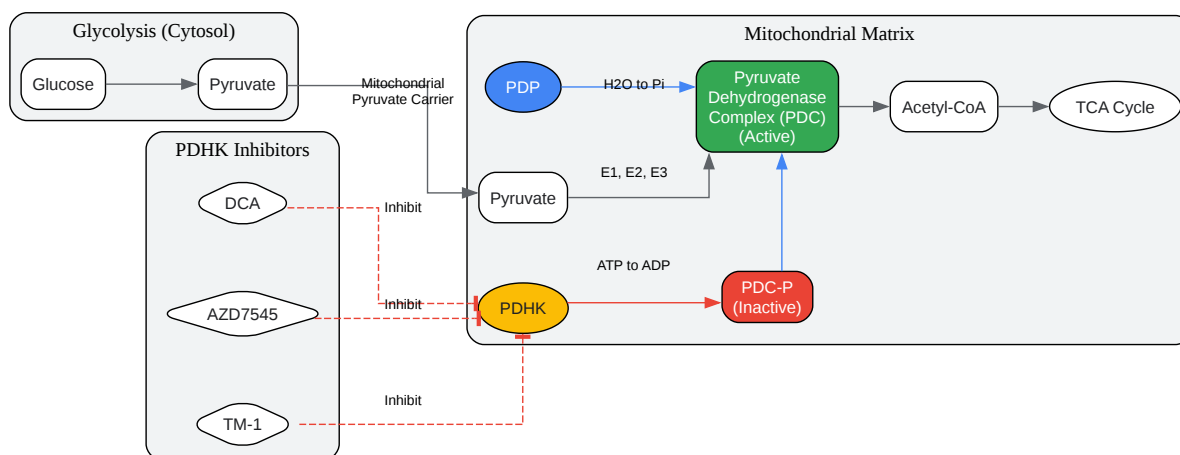 Glycolysis (Cytosol)
Glucose
Pyruvate
Mitochondrial
Pyruvate Carrier
PDHK Inhibitors
DCA
AZD7545
TM-1
Inhibit
Inhibit
Inhibit
Mitochondrial Matrix
PDP
H2O to Pi
Pyruvate
Dehydrogenase
Complex (PDC)
(Active)
Acetyl-CoA
TCA Cycle
Pyruvate
E1, E2, E3
PDHK
ATP to ADP
PDC-P
(Inactive)